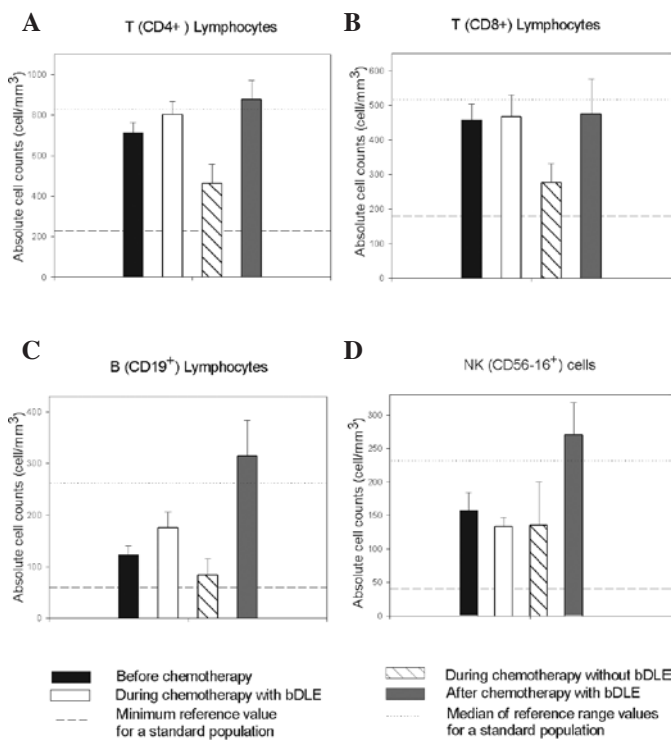 A
T (CD4+ ) Lymphocytes
Absolute cell counts (cell/mm³)
1000
800
600
400
200
0
B
T (CD8+) Lymphocytes
Absolute cell counts (cell/mm³)
600
500
400
300
200
100
0
C
B (CD19⁺) Lymphocytes
Absolute cell counts (cell/mm³)
400
300
200
100
0
D
NK (CD56-16⁺) cells
Absolute cell counts (cell/mm³)
300
250
200
150
100
50
0
Before chemotherapy
During chemotherapy with bDLE
Minimum reference value
for a standard population
During chemotherapy without bDLE
After chemotherapy with bDLE
Median of reference range values
for a standard population